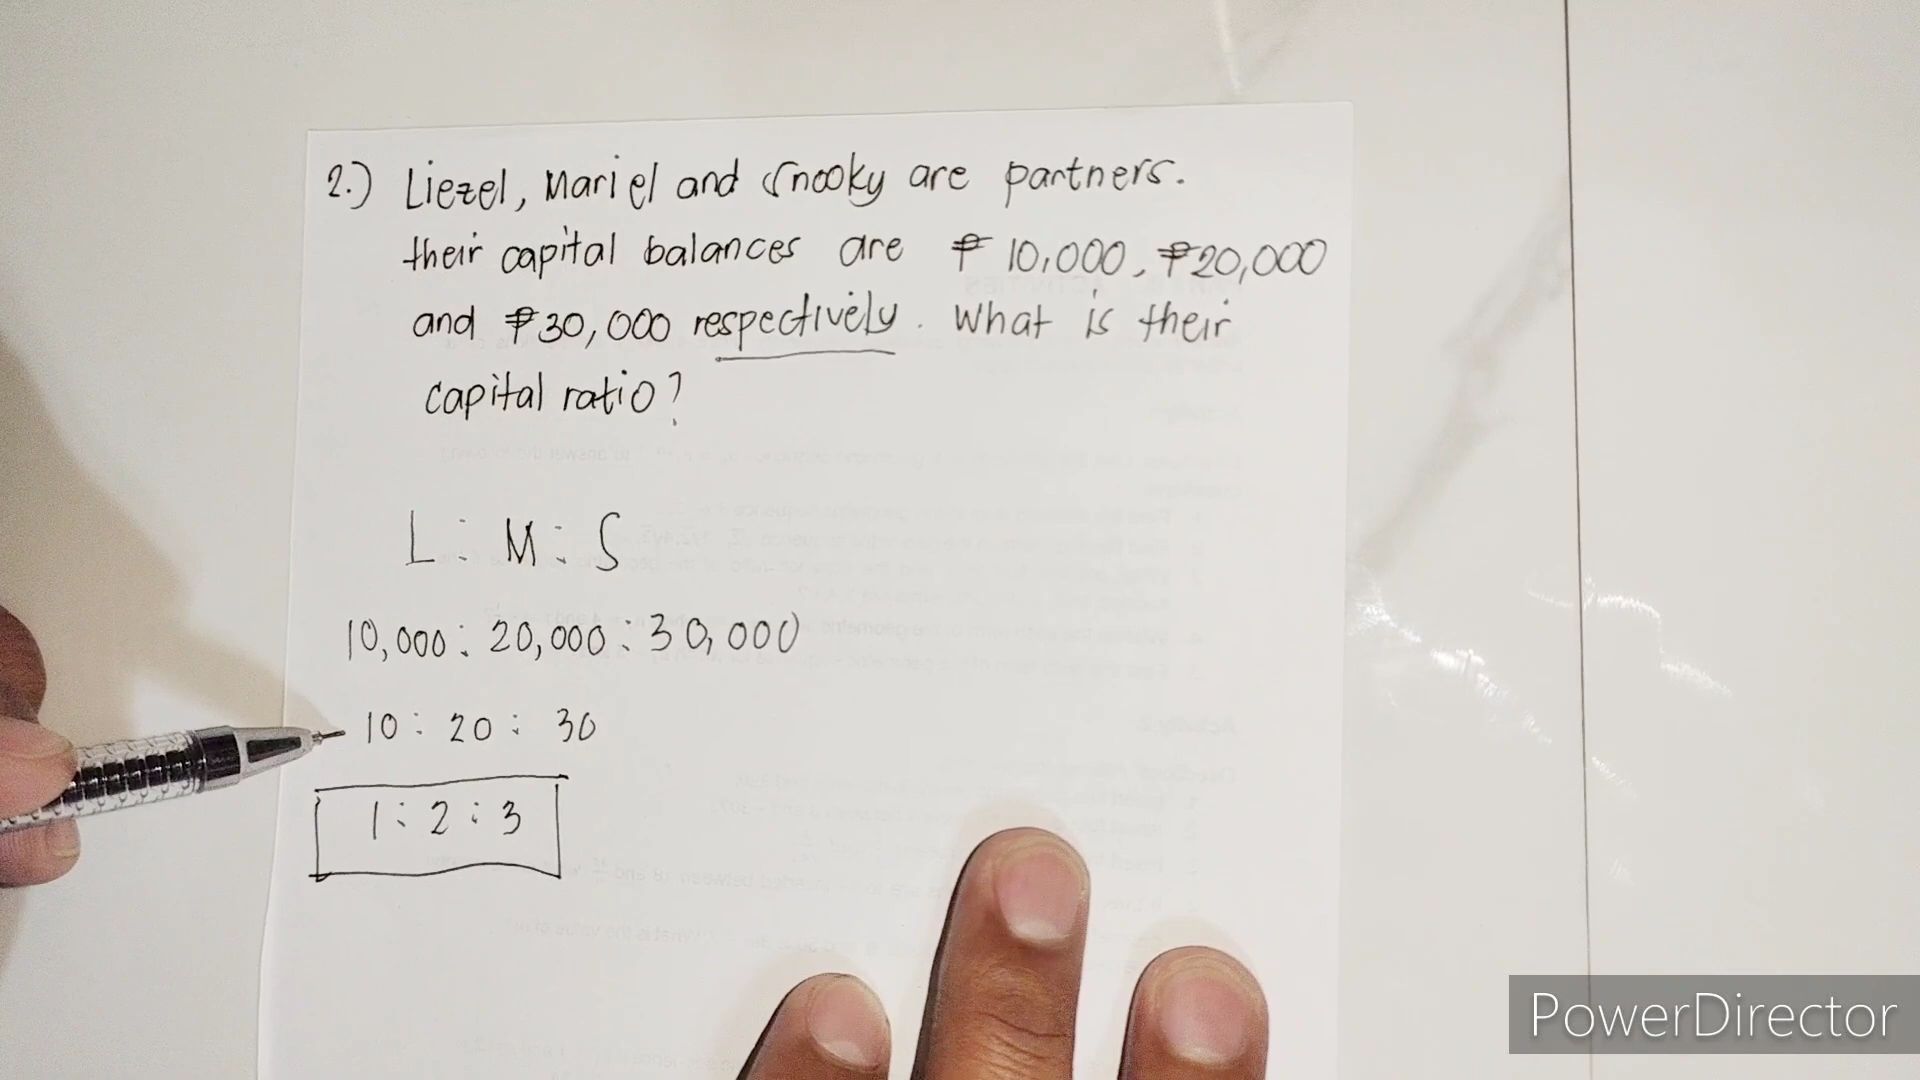 2.) Liezel, Mariel and Snooky are partners.
their capital balances are ₱ 10,000, ₱20,000
and ₱30,000 respectively. What is their
capital ratio?
L : M : S
10,000 : 20,000 : 30,000
10 : 20 : 30
1 : 2 : 3
PowerDirector